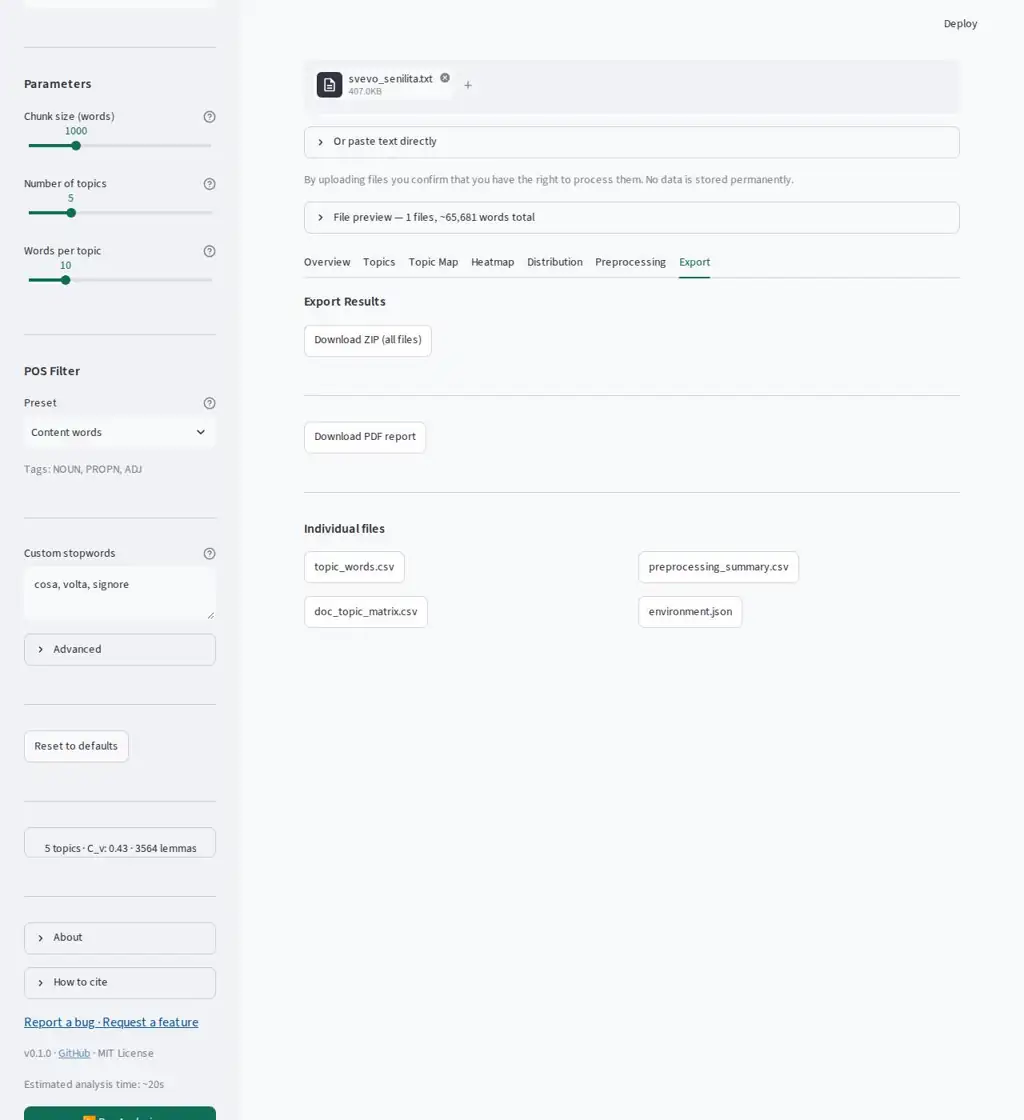 Parameters
Chunk size (words)
1000
Number of topics
5
Words per topic
10
POS Filter
Preset
Content words
Tags: NOUN, PROPN, ADJ
Custom stopwords
cosa, volta, signore
Advanced
Reset to defaults
5 topics · C_v: 0.43 · 3564 lemmas
About
How to cite
Report a bug · Request a feature
v0.1.0 · GitHub · MIT License
Estimated analysis time: ~20s
Deploy
svevo_senilita.txt
407.0KB
Or paste text directly
By uploading files you confirm that you have the right to process them. No data is stored permanently.
File preview — 1 files, ~65,681 words total
Overview Topics Topic Map Heatmap Distribution Preprocessing Export
Export Results
Download ZIP (all files)
Download PDF report
Individual files
topic_words.csv preprocessing_summary.csv
doc_topic_matrix.csv environment.json